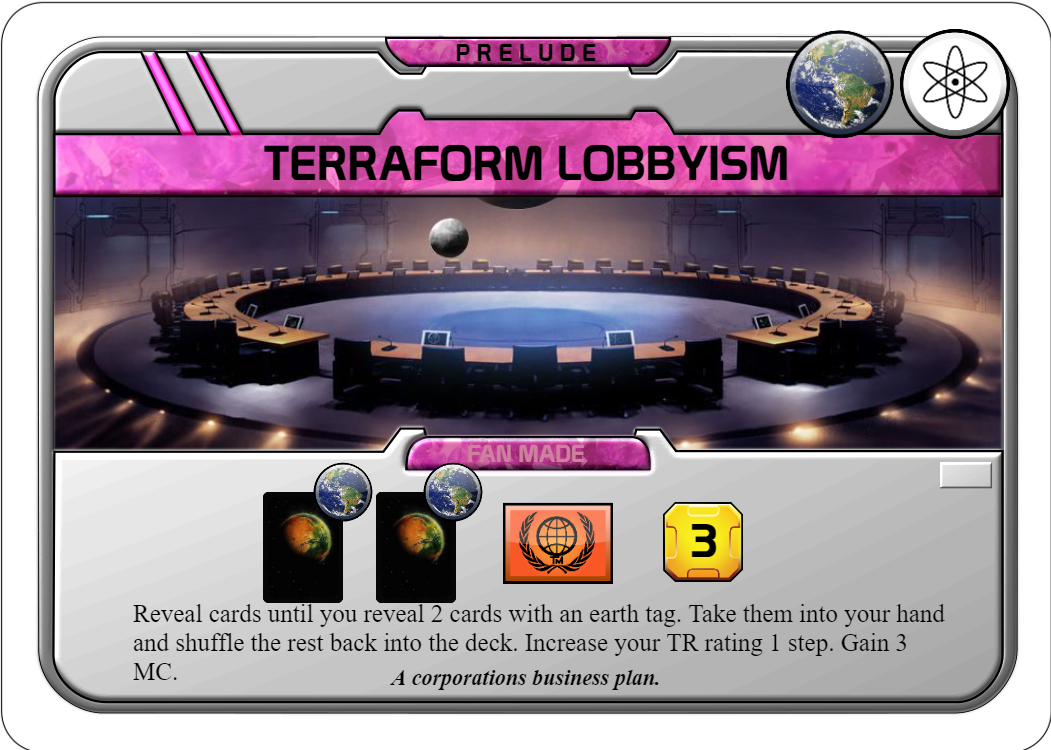 PRELUDE
TERRAFORM LOBBYISM
FAN MADE
TM
3
Reveal cards until you reveal 2 cards with an earth tag. Take them into your hand
and shuffle the rest back into the deck. Increase your TR rating 1 step. Gain 3
MC.
A corporations business plan.